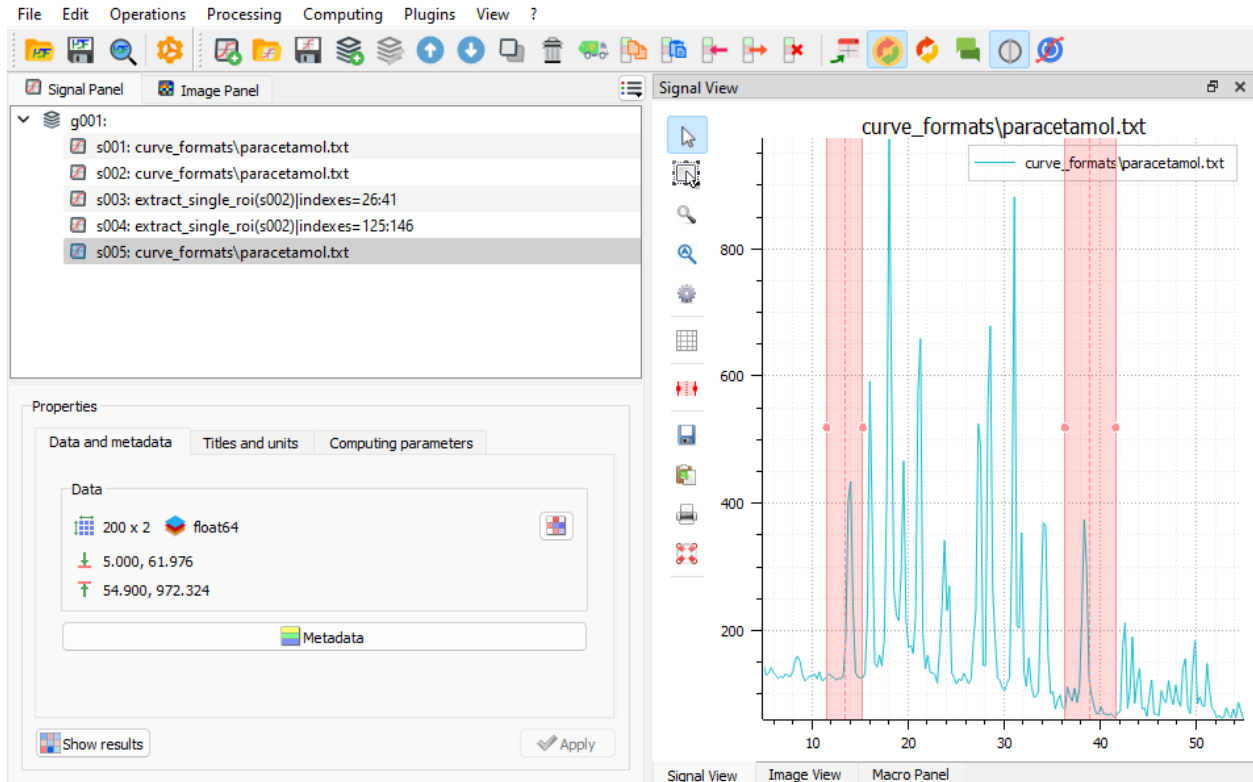 File Edit Operations Processing Computing Plugins View ?
Signal Panel Image Panel
g001:
s001: curve_formats\paracetamol.txt
s002: curve_formats\paracetamol.txt
s003: extract_single_roi(s002)|indexes=26:41
s004: extract_single_roi(s002)|indexes=125:146
s005: curve_formats\paracetamol.txt
Properties
Data and metadata Titles and units Computing parameters
Data
200 x 2 float64
5.000, 61.976
54.900, 972.324
Metadata
Show results Apply
Signal View
curve_formats\paracetamol.txt
curve_formats\paracetamol.txt
800
600
400
200
10 20 30 40 50
Signal View Image View Macro Panel